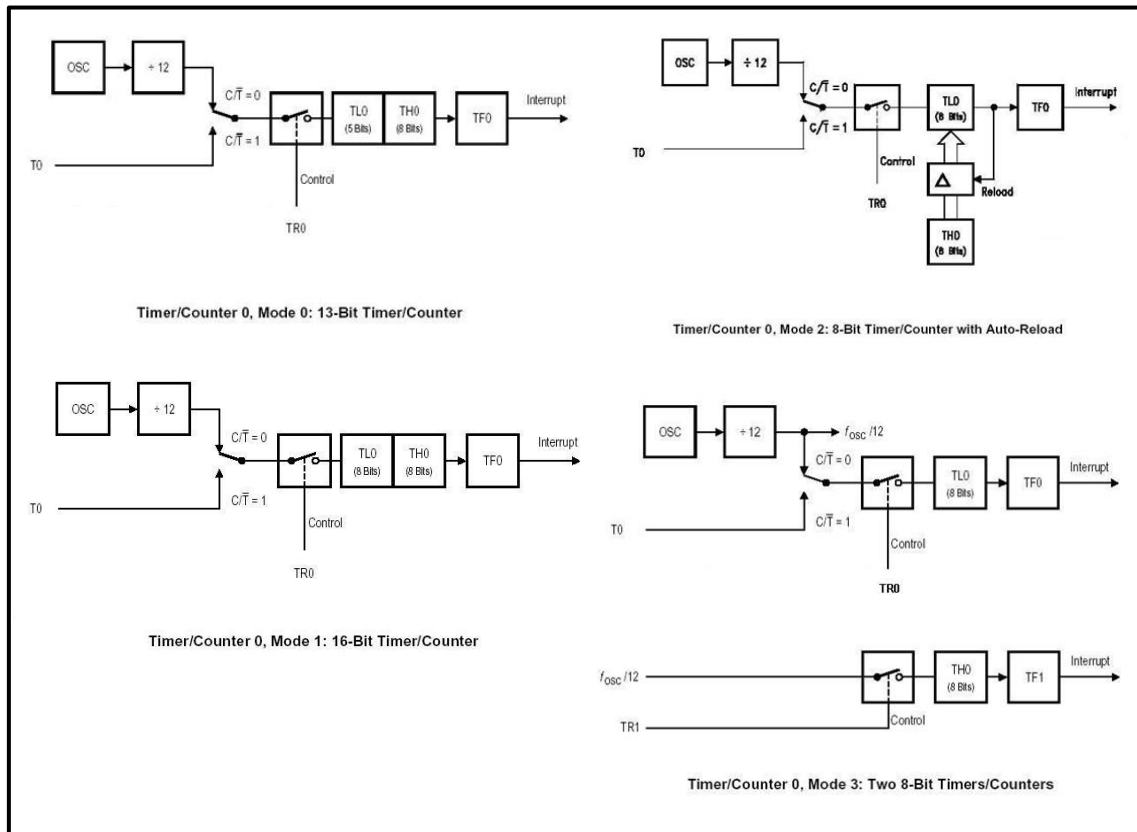 OSC
÷ 12
C/T̅ = 0
C/T̅ = 1
T0
TL0
(5 Bits)
TH0
(8 Bits)
TF0
Interrupt
Control
TR0
Timer/Counter 0, Mode 0: 13-Bit Timer/Counter
OSC
÷ 12
C/T̅ = 0
C/T̅ = 1
T0
TL0
(8 Bits)
TF0
Interrupt
Control
TR0
Reload
TH0
(8 Bits)
Timer/Counter 0, Mode 2: 8-Bit Timer/Counter with Auto-Reload
OSC
÷ 12
C/T̅ = 0
C/T̅ = 1
T0
TL0
(8 Bits)
TH0
(8 Bits)
TF0
Interrupt
Control
TR0
Timer/Counter 0, Mode 1: 16-Bit Timer/Counter
OSC
÷ 12
fOSC /12
C/T̅ = 0
C/T̅ = 1
T0
TL0
(8 Bits)
TF0
Interrupt
Control
TR0
fOSC /12
TR1
Control
TH0
(8 Bits)
TF1
Interrupt
Timer/Counter 0, Mode 3: Two 8-Bit Timers/Counters